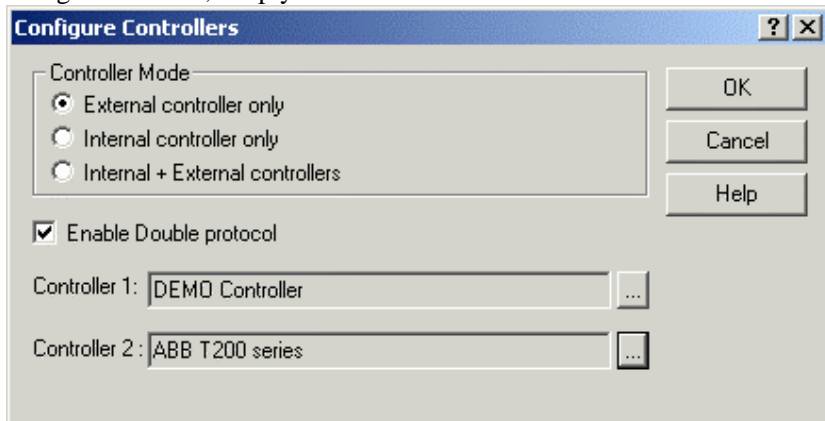 Configure Controllers
Controller Mode
External controller only
Internal controller only
Internal + External controllers
OK
Cancel
Help
Enable Double protocol
Controller 1: DEMO Controller ...
Controller 2 : ABB T200 series ...